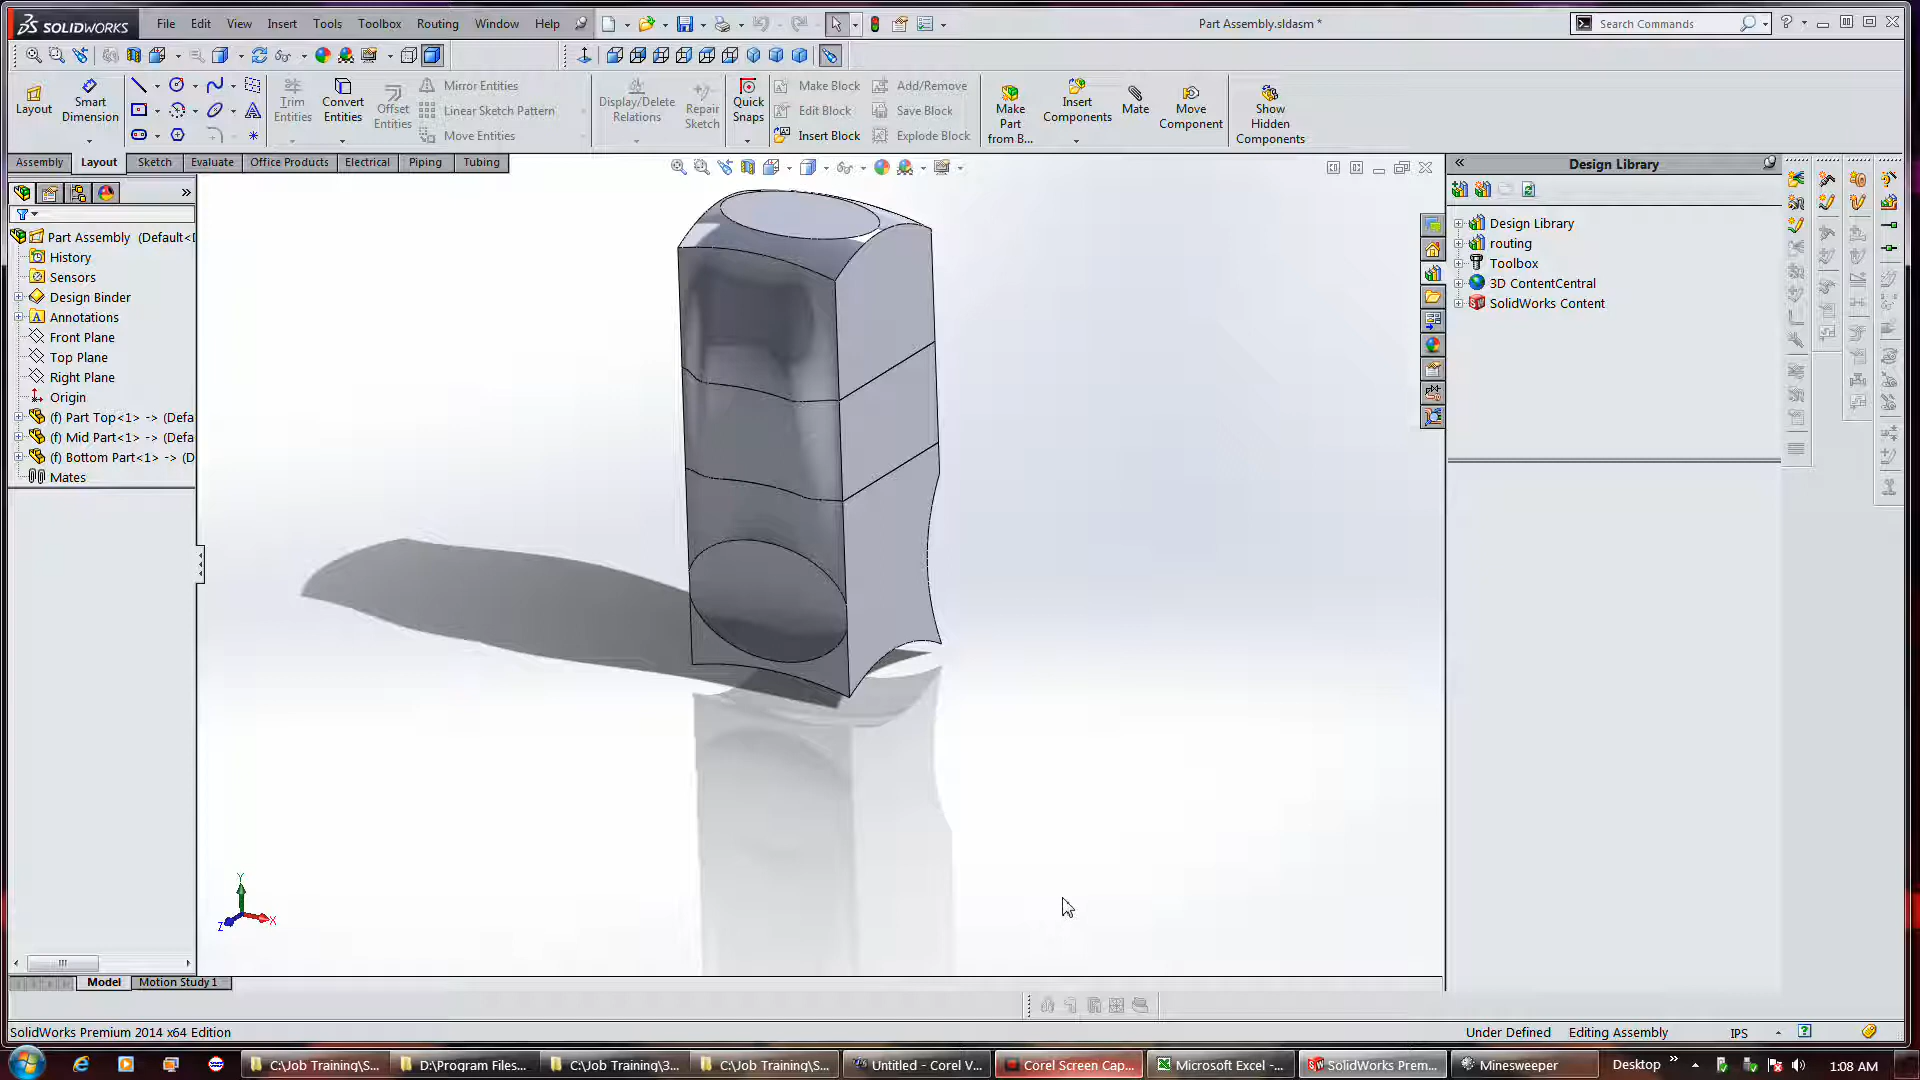 SOLIDWORKS File Edit View Insert Tools Toolbox Routing Window Help Part Assembly.sldasm * Search Commands
Layout
Smart Dimension
Trim Entities
Convert Entities
Offset Entities
Mirror Entities
Linear Sketch Pattern
Move Entities
Display/Delete Relations
Repair Sketch
Quick Snaps
Make Block
Edit Block
Insert Block
Add/Remove
Save Block
Explode Block
Make Part from B...
Insert Components
Mate
Move Component
Show Hidden Components
Assembly Layout Sketch Evaluate Office Products Electrical Piping Tubing
Part Assembly (Default<D
History
Sensors
Design Binder
Annotations
Front Plane
Top Plane
Right Plane
Origin
(f) Part Top<1> -> (Defa
(f) Mid Part<1> -> (Defa
(f) Bottom Part<1> -> (D
Mates
Design Library
Design Library
routing
Toolbox
3D ContentCentral
SolidWorks Content
Y
Z
X
Model Motion Study 1
SolidWorks Premium 2014 x64 Edition Under Defined Editing Assembly IPS
C:\Job Training\S... D:\Program Files... C:\Job Training\3... C:\Job Training\S... Untitled - Corel V... Corel Screen Cap... Microsoft Excel -... SolidWorks Prem... Minesweeper Desktop 1:08 AM